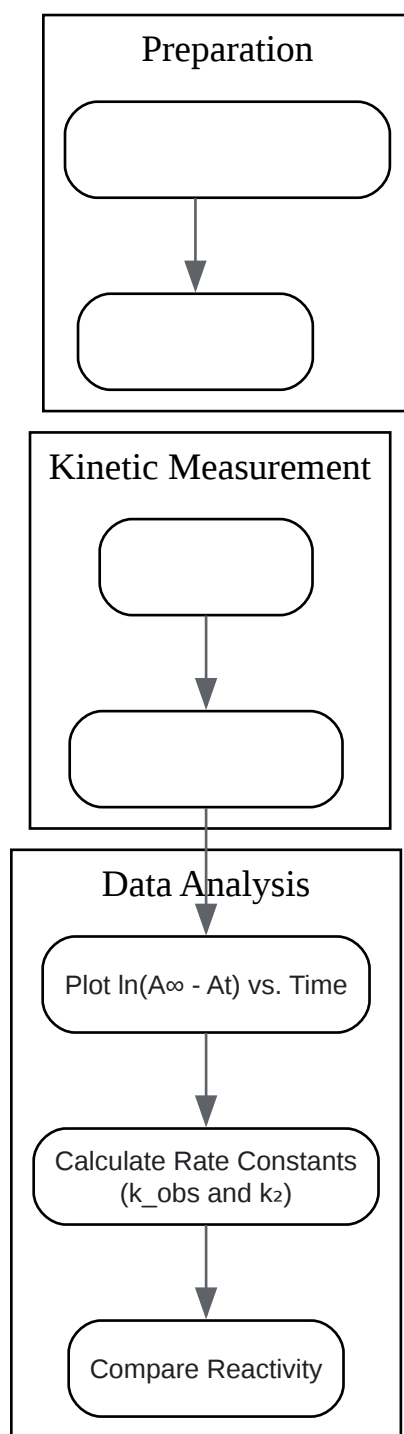 Preparation
Kinetic Measurement
Data Analysis
Plot ln(A∞ - At) vs. Time
Calculate Rate Constants
(k_obs and k₂)
Compare Reactivity